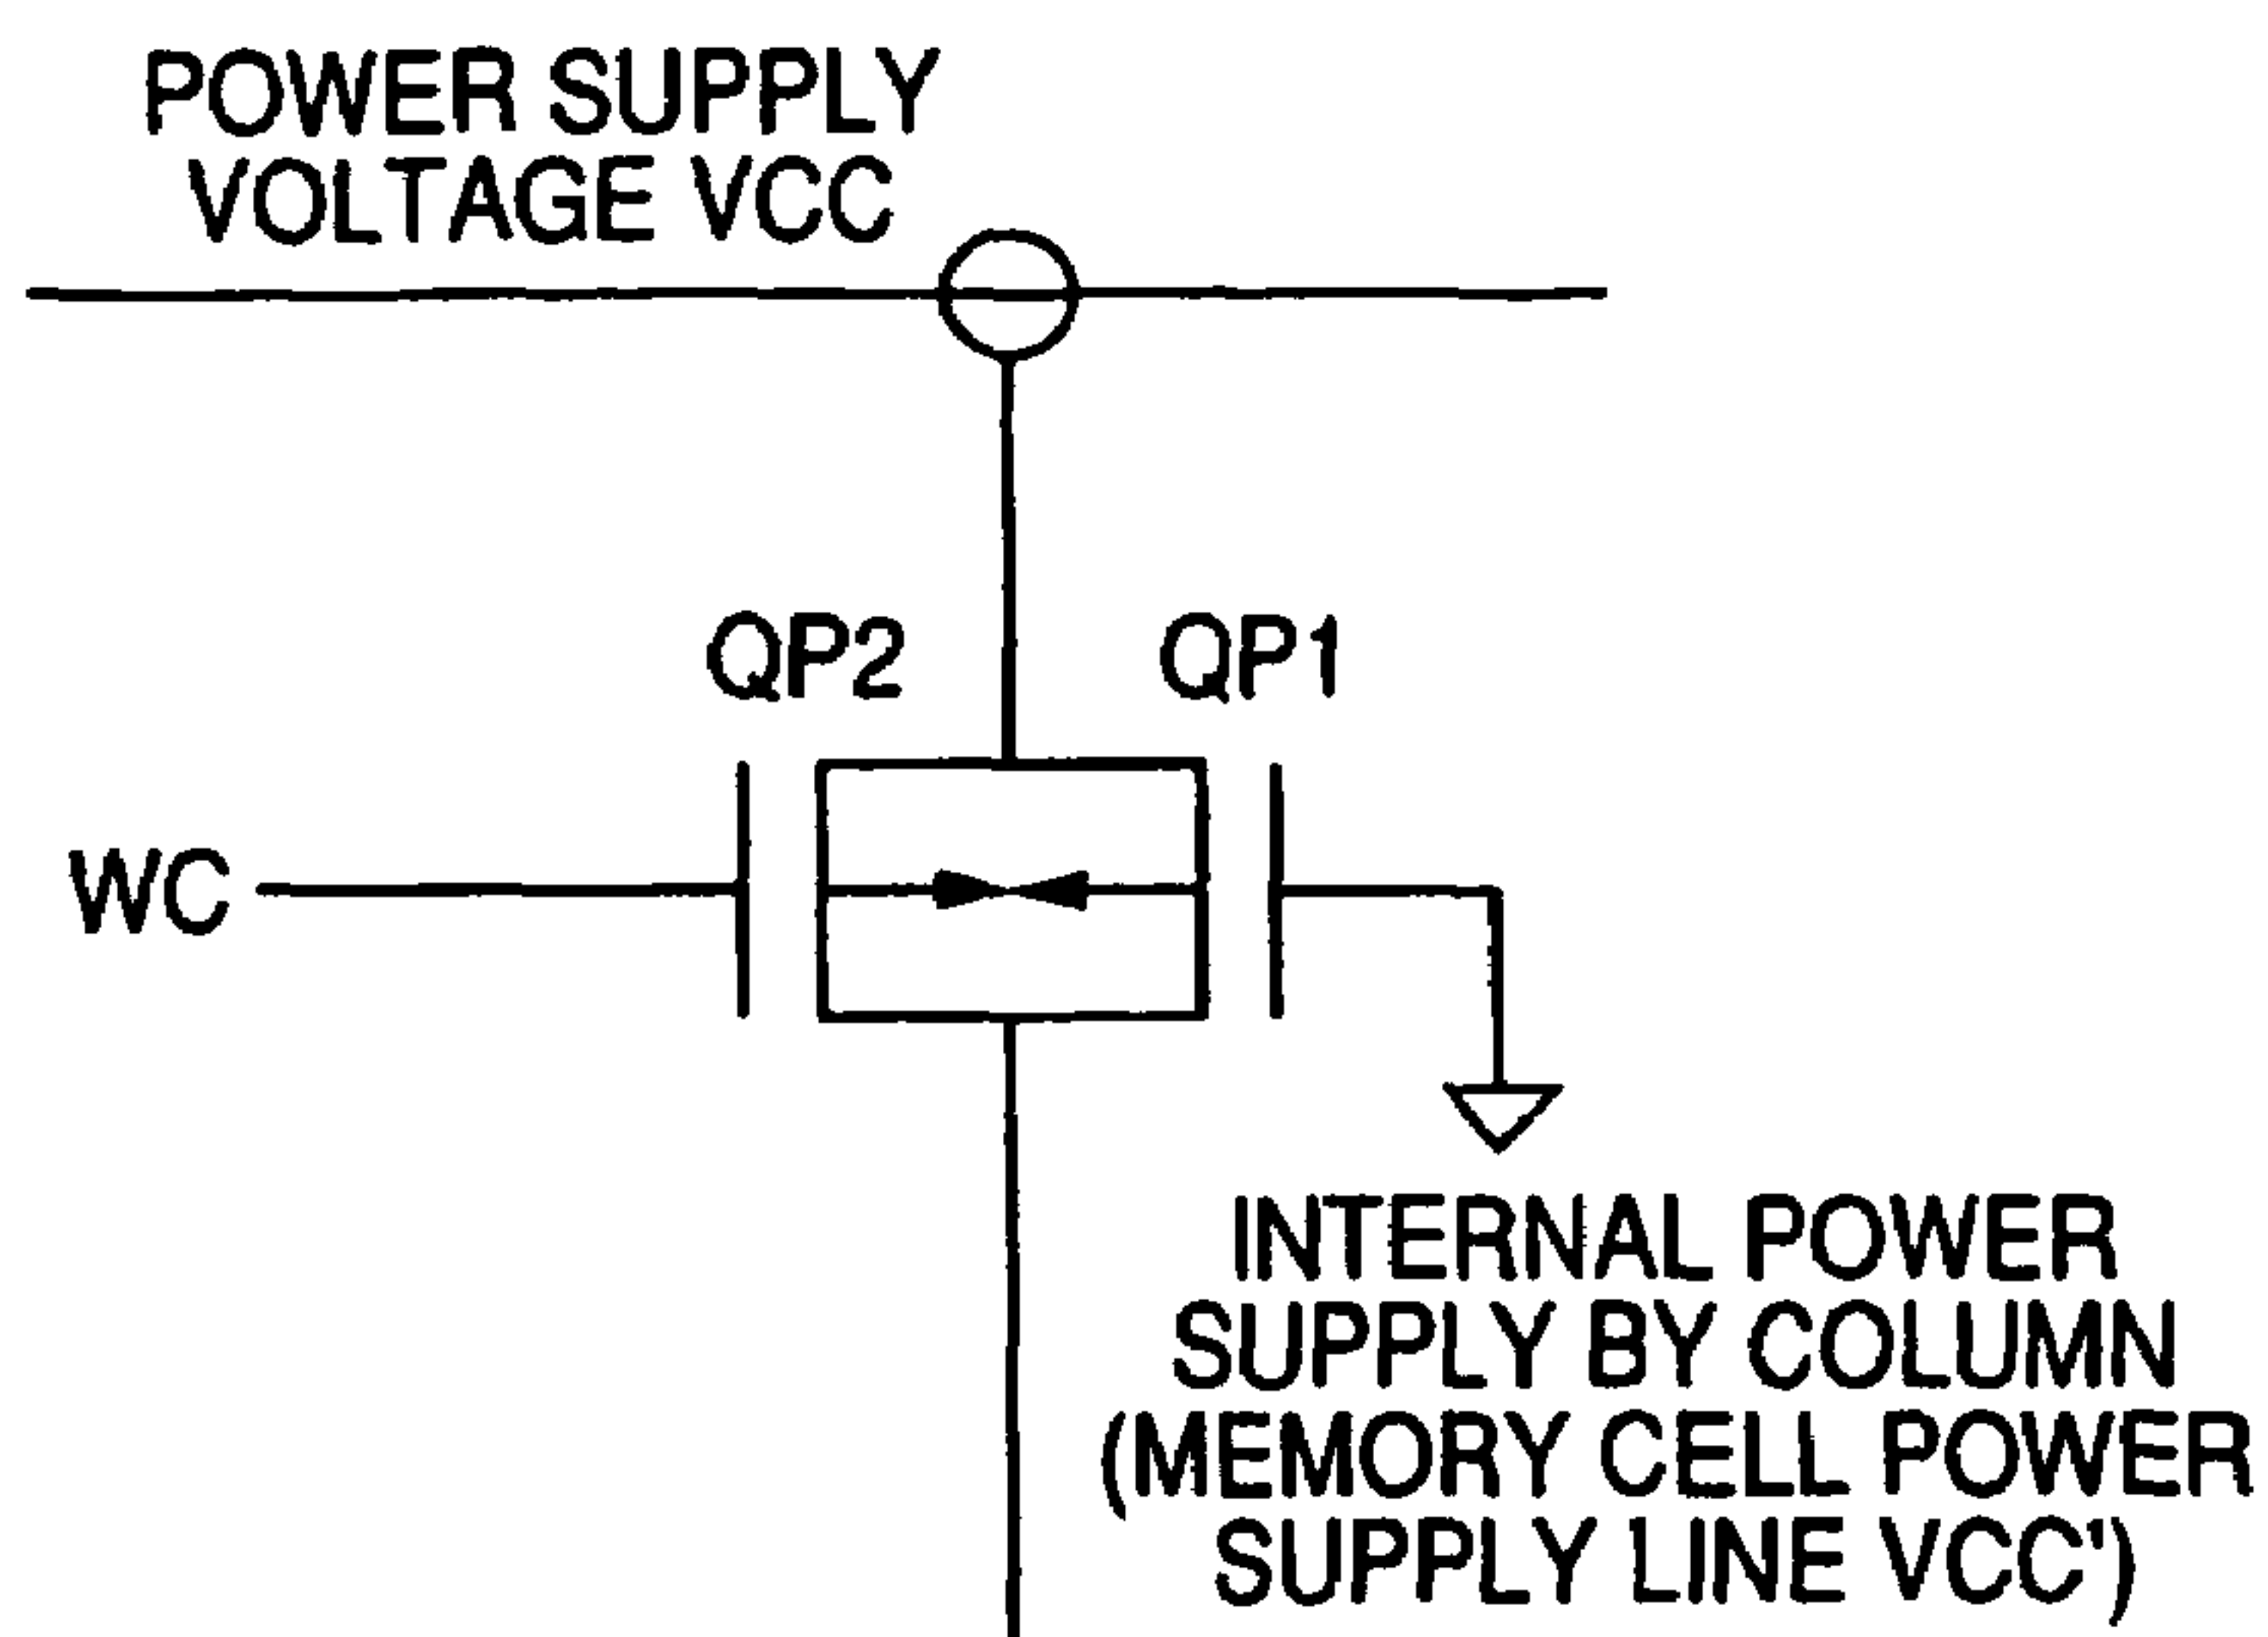 POWER SUPPLY
VOLTAGE VCC
QP2
QP1
WC
INTERNAL POWER
SUPPLY BY COLUMN
(MEMORY CELL POWER
SUPPLY LINE VCC')